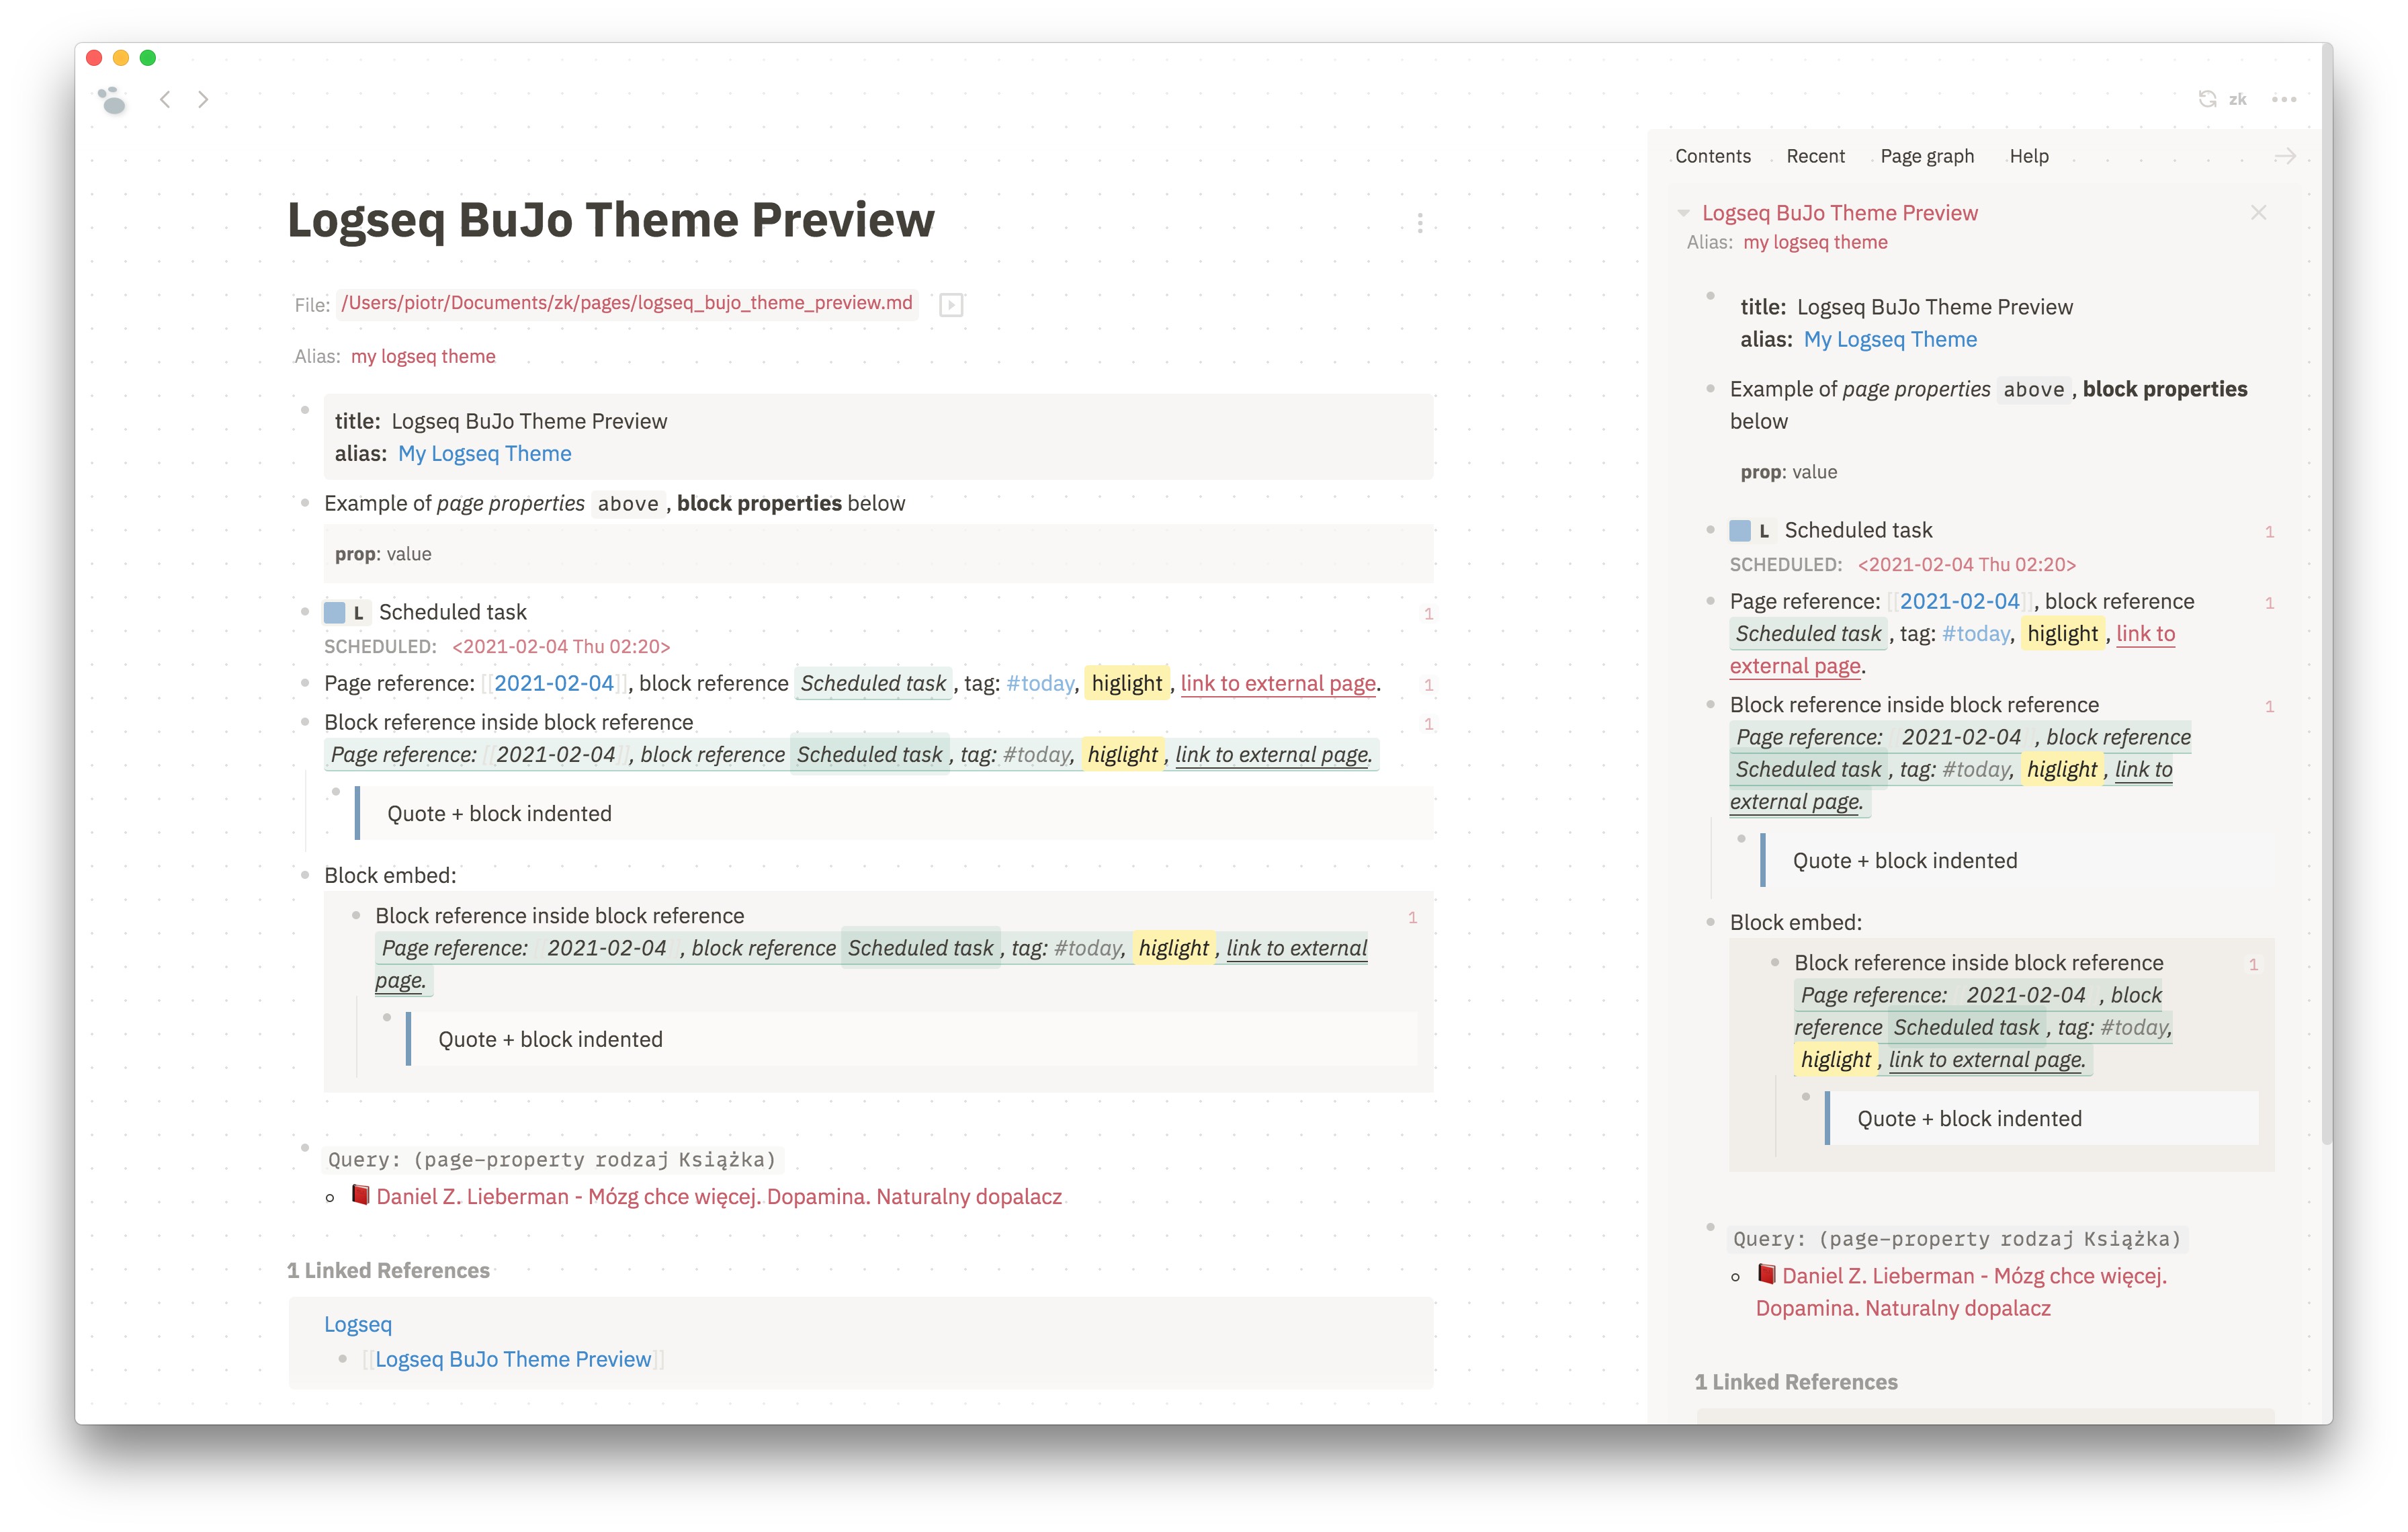 zk
Logseq BuJo Theme Preview
File: /Users/piotr/Documents/zk/pages/logseq_bujo_theme_preview.md
Alias: my logseq theme
title: Logseq BuJo Theme Preview
alias: My Logseq Theme
Example of page properties above, block properties below
prop: value
L Scheduled task 1
SCHEDULED: <2021-02-04 Thu 02:20>
Page reference: [[2021-02-04]], block reference Scheduled task, tag: #today, higlight, link to external page. 1
Block reference inside block reference 1
Page reference: [[2021-02-04]], block reference Scheduled task, tag: #today, higlight, link to external page.
Quote + block indented
Block embed:
Block reference inside block reference 1
Page reference: 2021-02-04 , block reference Scheduled task, tag: #today, higlight, link to external
page.
Quote + block indented
Query: (page-property rodzaj Książka)
Daniel Z. Lieberman - Mózg chce więcej. Dopamina. Naturalny dopalacz
1 Linked References
Logseq
[[Logseq BuJo Theme Preview]]
Contents Recent Page graph Help
Logseq BuJo Theme Preview
Alias: my logseq theme
title: Logseq BuJo Theme Preview
alias: My Logseq Theme
Example of page properties above, block properties
below
prop: value
L Scheduled task 1
SCHEDULED: <2021-02-04 Thu 02:20>
Page reference: [[2021-02-04]], block reference 1
Scheduled task, tag: #today, higlight, link to
external page.
Block reference inside block reference 1
Page reference: 2021-02-04 , block reference
Scheduled task, tag: #today, higlight, link to
external page.
Quote + block indented
Block embed:
Block reference inside block reference 1
Page reference: 2021-02-04 , block
reference Scheduled task, tag: #today,
higlight, link to external page.
Quote + block indented
Query: (page-property rodzaj Książka)
Daniel Z. Lieberman - Mózg chce więcej.
Dopamina. Naturalny dopalacz
1 Linked References